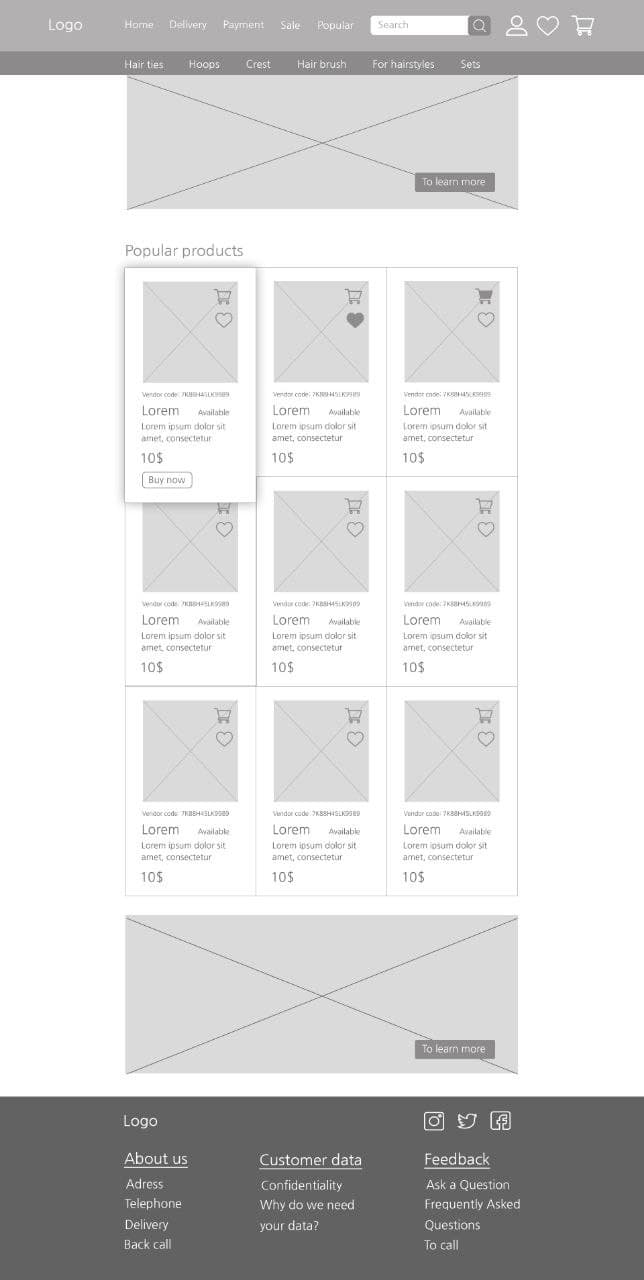 Logo Home Delivery Payment Sale Popular Search
Hair ties Hoops Crest Hair brush For hairstyles Sets
To learn more
Popular products
Vendor code: 7K88H45LK9989 Vendor code: 7K88H45LK9989 Vendor code: 7K88H45LK9989
Lorem Available Lorem Available Lorem Available
Lorem ipsum dolor sit Lorem ipsum dolor sit Lorem ipsum dolor sit
amet, consectetur amet, consectetur amet, consectetur
10$ 10$ 10$
Buy now
Vendor code: 7K88H45LK9989 Vendor code: 7K88H45LK9989 Vendor code: 7K88H45LK9989
Lorem Available Lorem Available Lorem Available
Lorem ipsum dolor sit Lorem ipsum dolor sit Lorem ipsum dolor sit
amet, consectetur amet, consectetur amet, consectetur
10$ 10$ 10$
Vendor code: 7K88H45LK9989 Vendor code: 7K88H45LK9989 Vendor code: 7K88H45LK9989
Lorem Available Lorem Available Lorem Available
Lorem ipsum dolor sit Lorem ipsum dolor sit Lorem ipsum dolor sit
amet, consectetur amet, consectetur amet, consectetur
10$ 10$ 10$
To learn more
Logo
About us
Adress
Telephone
Delivery
Back call
Customer data
Confidentiality
Why do we need
your data?
Feedback
Ask a Question
Frequently Asked
Questions
To call